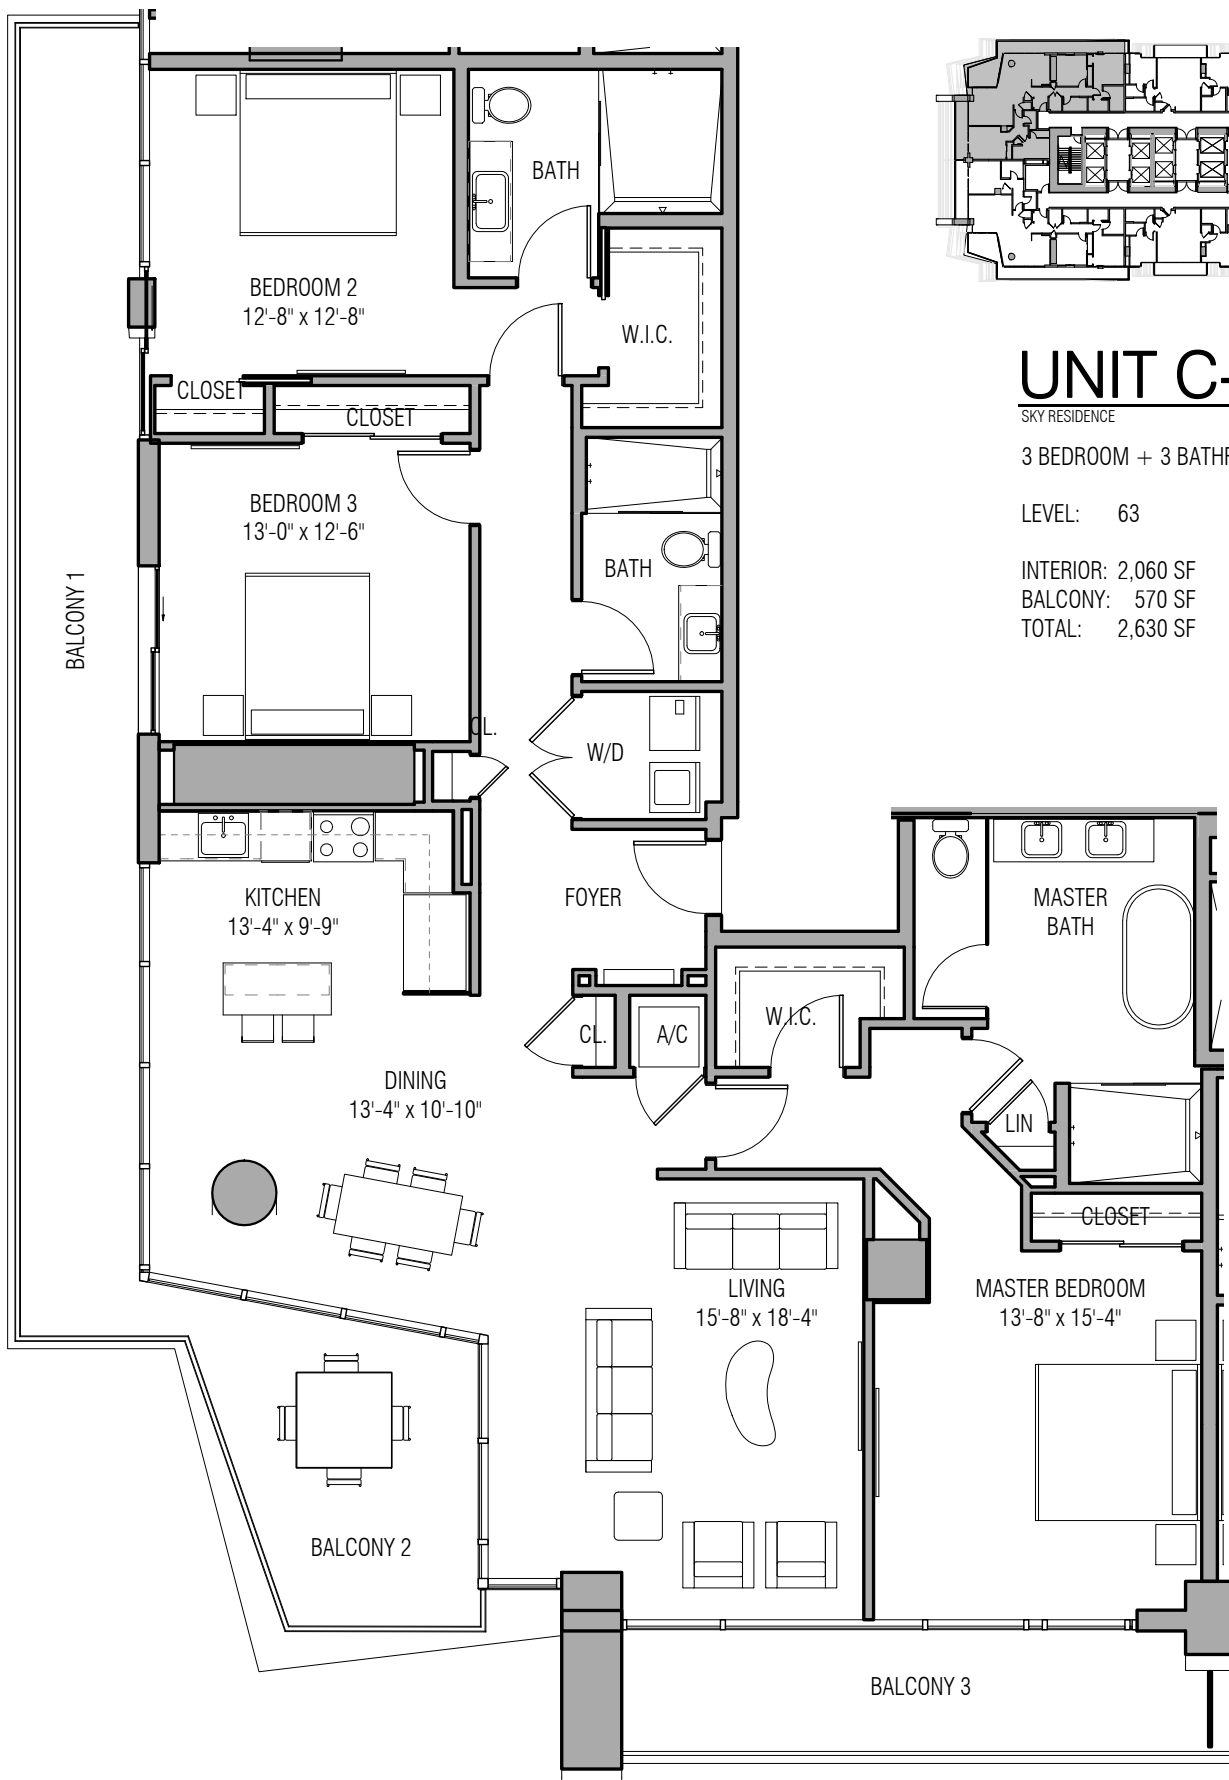 BATH
BEDROOM 2
12'-8" x 12'-8"
W.I.C.
CLOSET
CLOSET
UNIT C-
SKY RESIDENCE
3 BEDROOM + 3 BATH
LEVEL: 63
INTERIOR: 2,060 SF
BALCONY: 570 SF
TOTAL: 2,630 SF
BEDROOM 3
13'-0" x 12'-6"
BATH
BALCONY 1
CL.
W/D
KITCHEN
13'-4" x 9'-9"
FOYER
MASTER
BATH
W.I.C.
CL.
A/C
DINING
13'-4" x 10'-10"
LIN
CLOSET
LIVING
15'-8" x 18'-4"
MASTER BEDROOM
13'-8" x 15'-4"
BALCONY 2
BALCONY 3